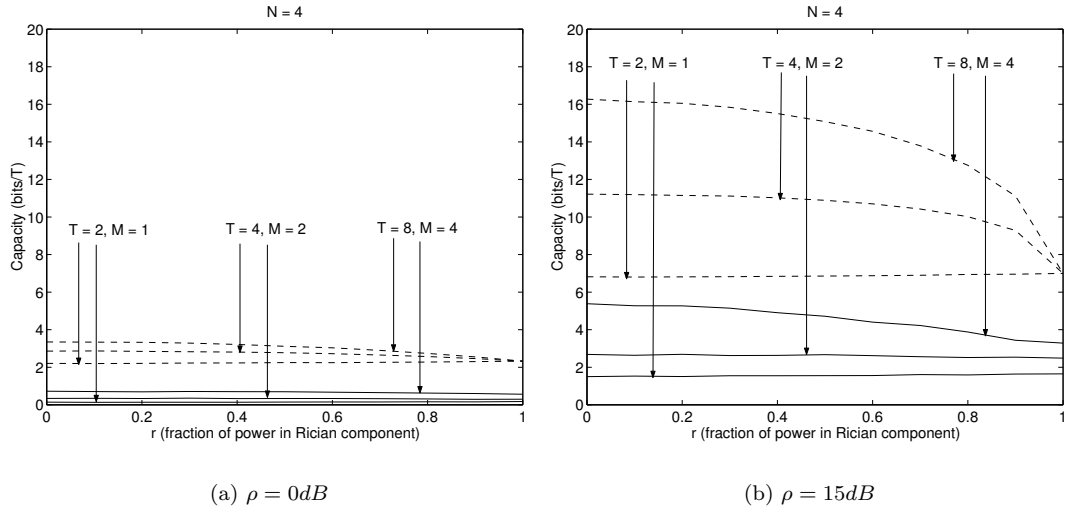 N = 4
20
18
16
14
12
10
8
6
4
2
0
Capacity (bits/T)
T = 2, M = 1
T = 4, M = 2
T = 8, M = 4
0
0.2
0.4
0.6
0.8
1
r (fraction of power in Rician component)
(a) ρ = 0dB
N = 4
20
18
16
14
12
10
8
6
4
2
0
Capacity (bits/T)
T = 2, M = 1
T = 4, M = 2
T = 8, M = 4
0
0.2
0.4
0.6
0.8
1
r (fraction of power in Rician component)
(b) ρ = 15dB